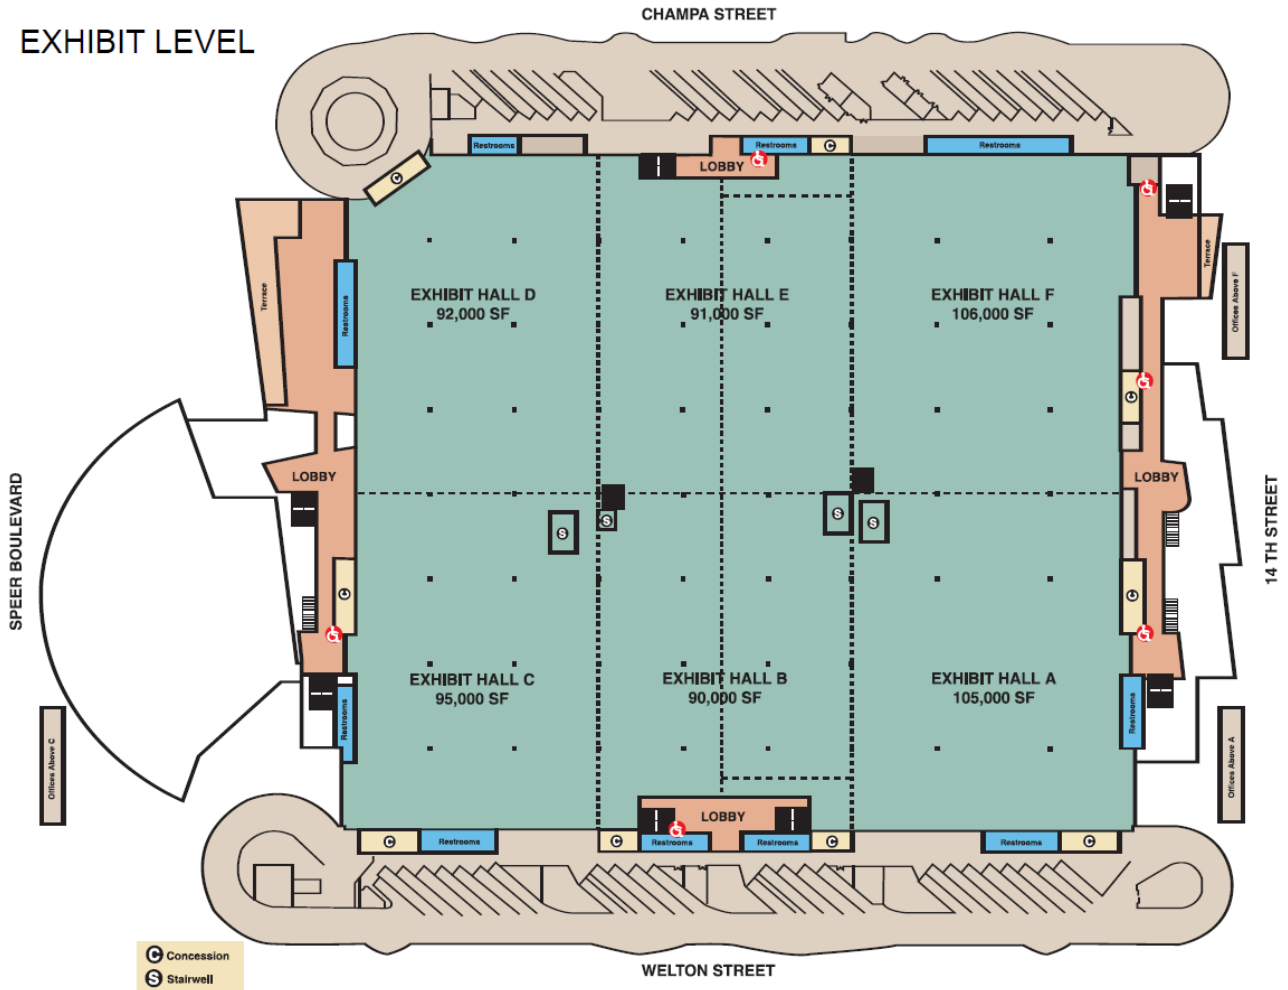 CHAMPA STREET
EXHIBIT LEVEL
Restrooms
Restrooms
C
Restrooms
LOBBY
C
Terrace
Restrooms
Terrace
Offices Above F
EXHIBIT HALL D
92,000 SF
EXHIBIT HALL E
91,000 SF
EXHIBIT HALL F
106,000 SF
C
LOBBY
LOBBY
SPEER BOULEVARD
14 TH STREET
S
S
S
S
C
C
EXHIBIT HALL C
95,000 SF
EXHIBIT HALL B
90,000 SF
EXHIBIT HALL A
105,000 SF
Restrooms
Restrooms
Offices Above C
Offices Above A
LOBBY
C
Restrooms
C
Restrooms
Restrooms
C
Restrooms
C
C Concession
S Stairwell
WELTON STREET